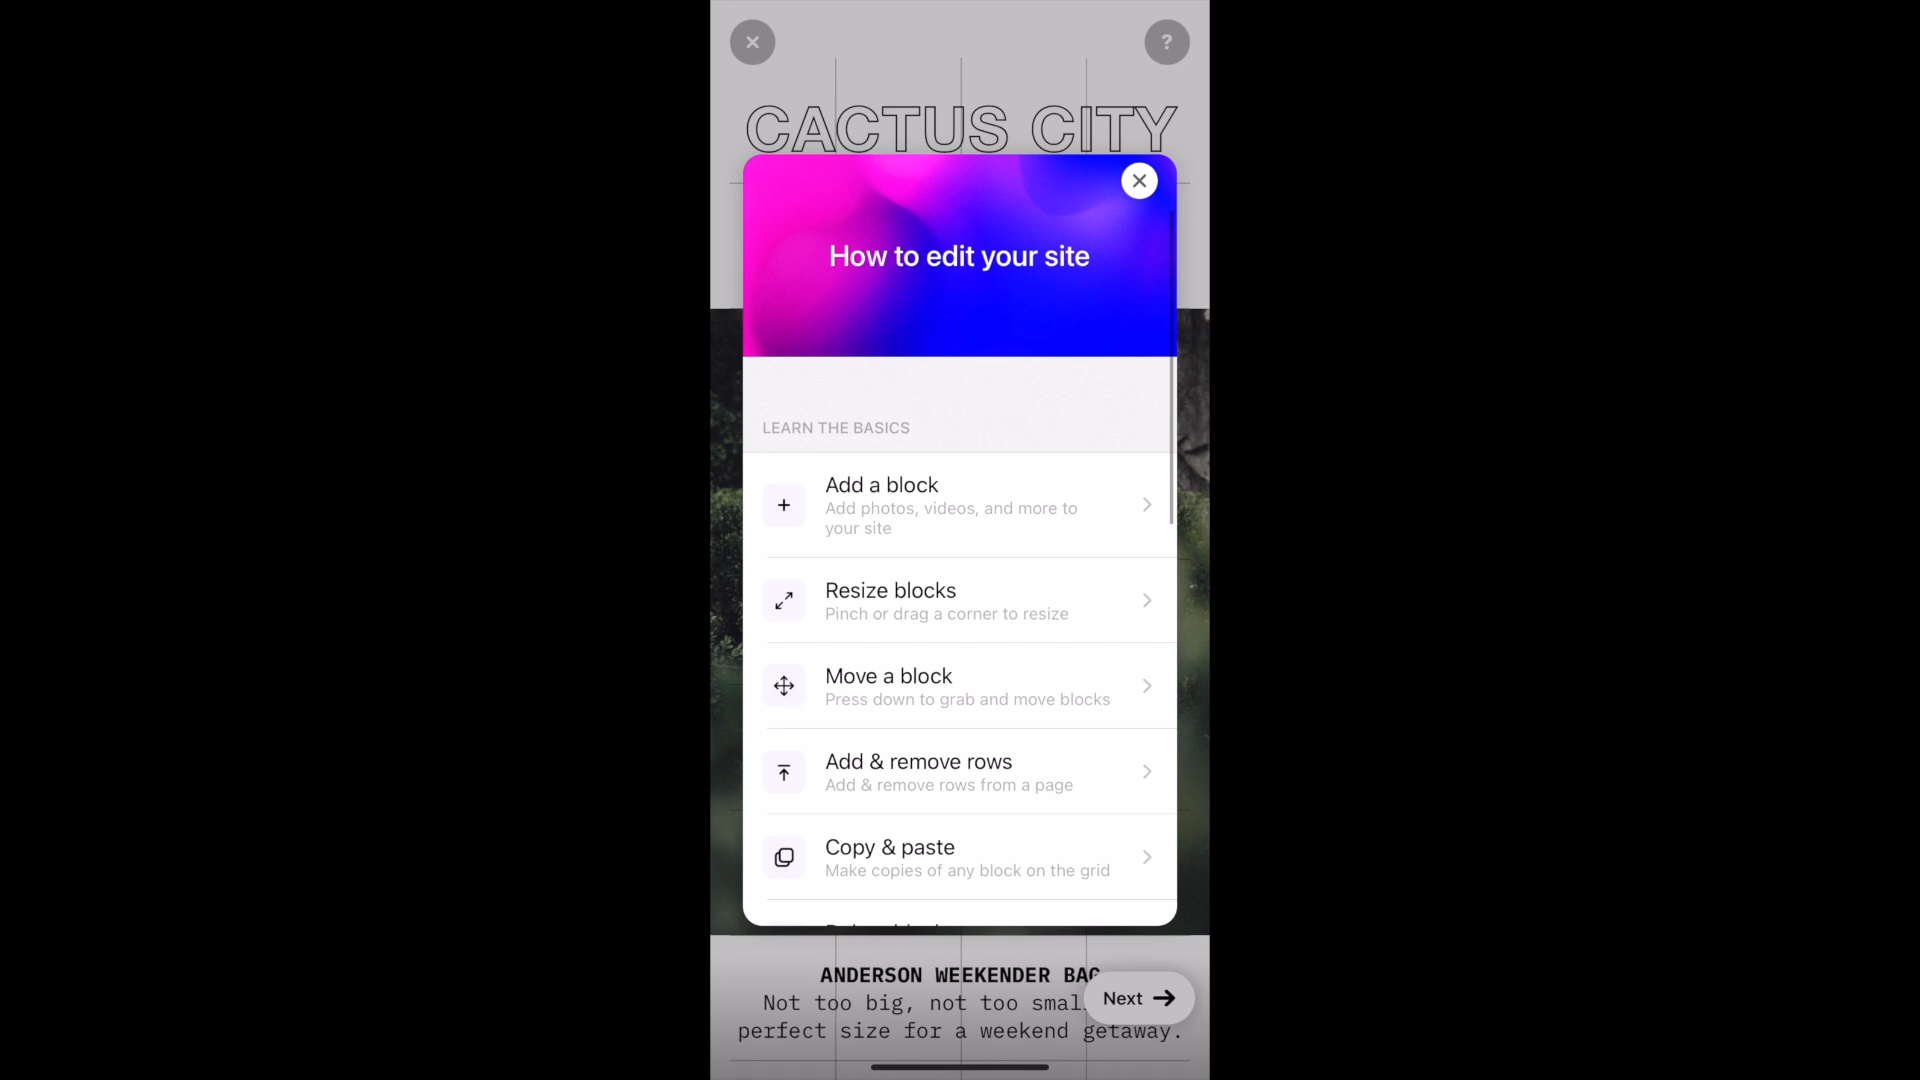 ?
CACTUS CITY
How to edit your site
LEARN THE BASICS
Add a block
Add photos, videos, and more to
your site
Resize blocks
Pinch or drag a corner to resize
Move a block
Press down to grab and move blocks
Add & remove rows
Add & remove rows from a page
Copy & paste
Make copies of any block on the grid
ANDERSON WEEKENDER BAG
Not too big, not too small
perfect size for a weekend getaway.
Next